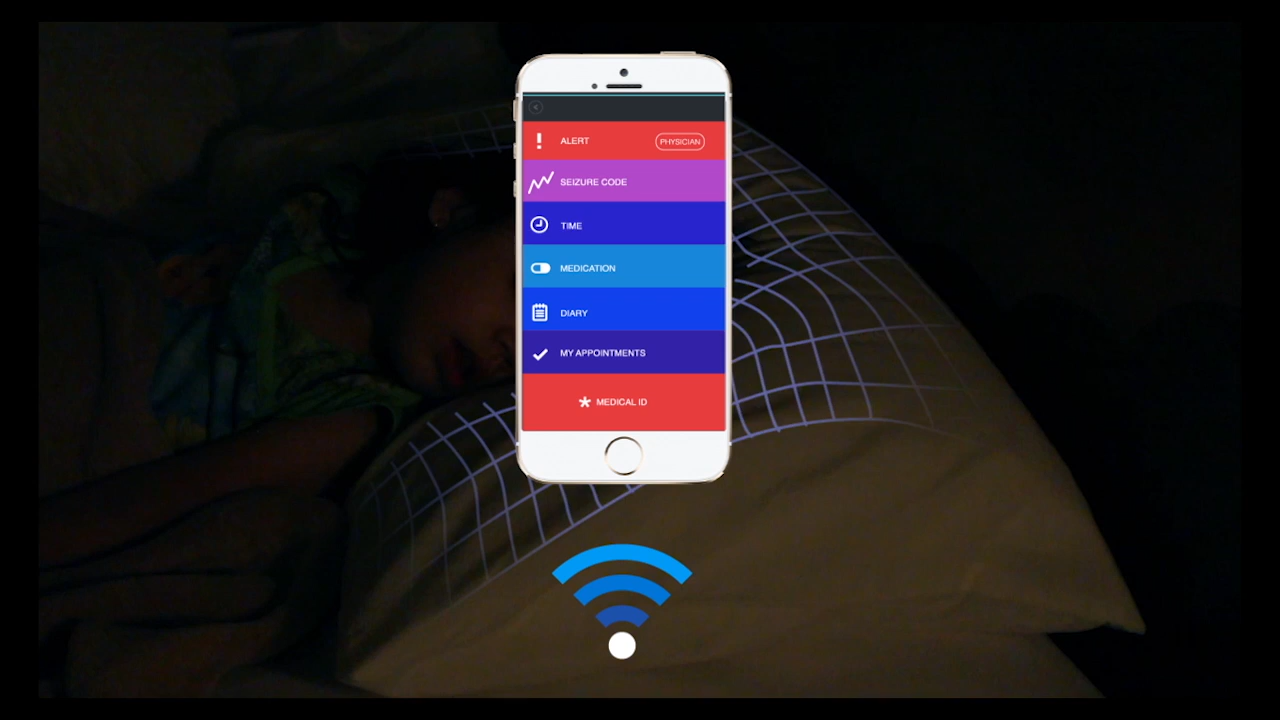 ALERT
PHYSICIAN
SEIZURE CODE
TIME
MEDICATION
DIARY
MY APPOINTMENTS
MEDICAL ID